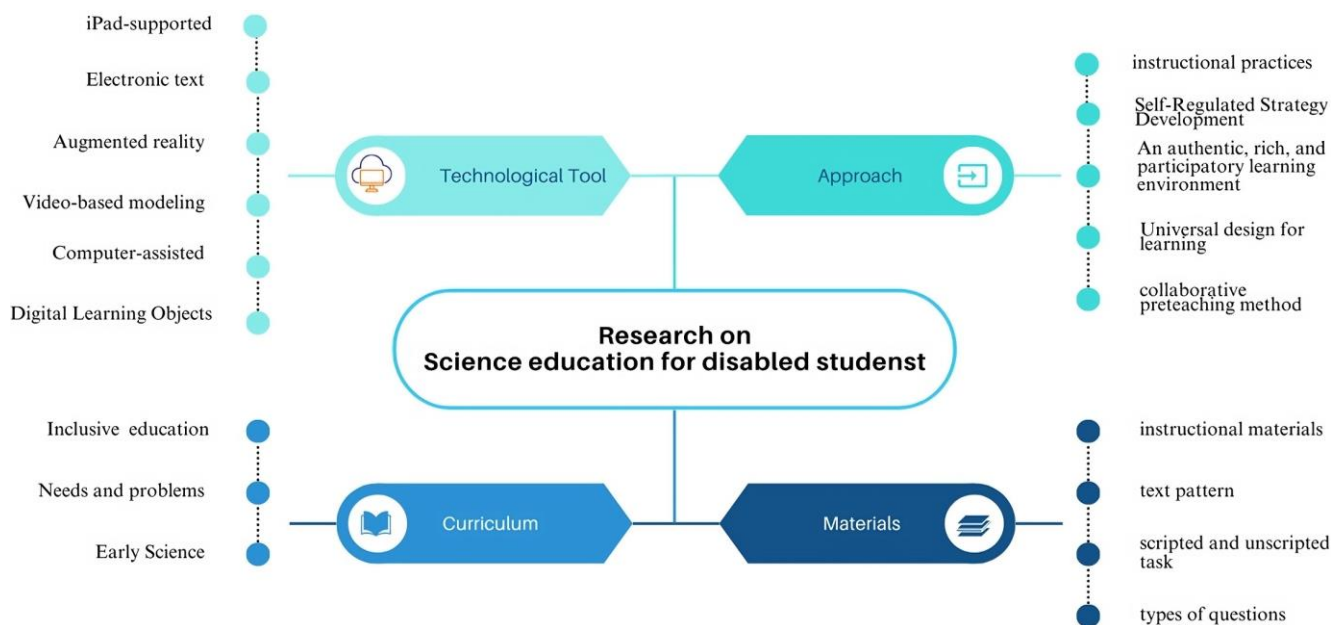 iPad-supported
Electronic text
Augmented reality
Video-based modeling
Computer-assisted
Digital Learning Objects
Technological Tool
Approach
instructional practices
Self-Regulated Strategy
Development
An authentic, rich, and
participatory learning
environment
Universal design for
learning
collaborative
preteaching method
Research on
Science education for disabled studenst
Inclusive education
Needs and problems
Early Science
Curriculum
Materials
instructional materials
text pattern
scripted and unscripted
task
types of questions